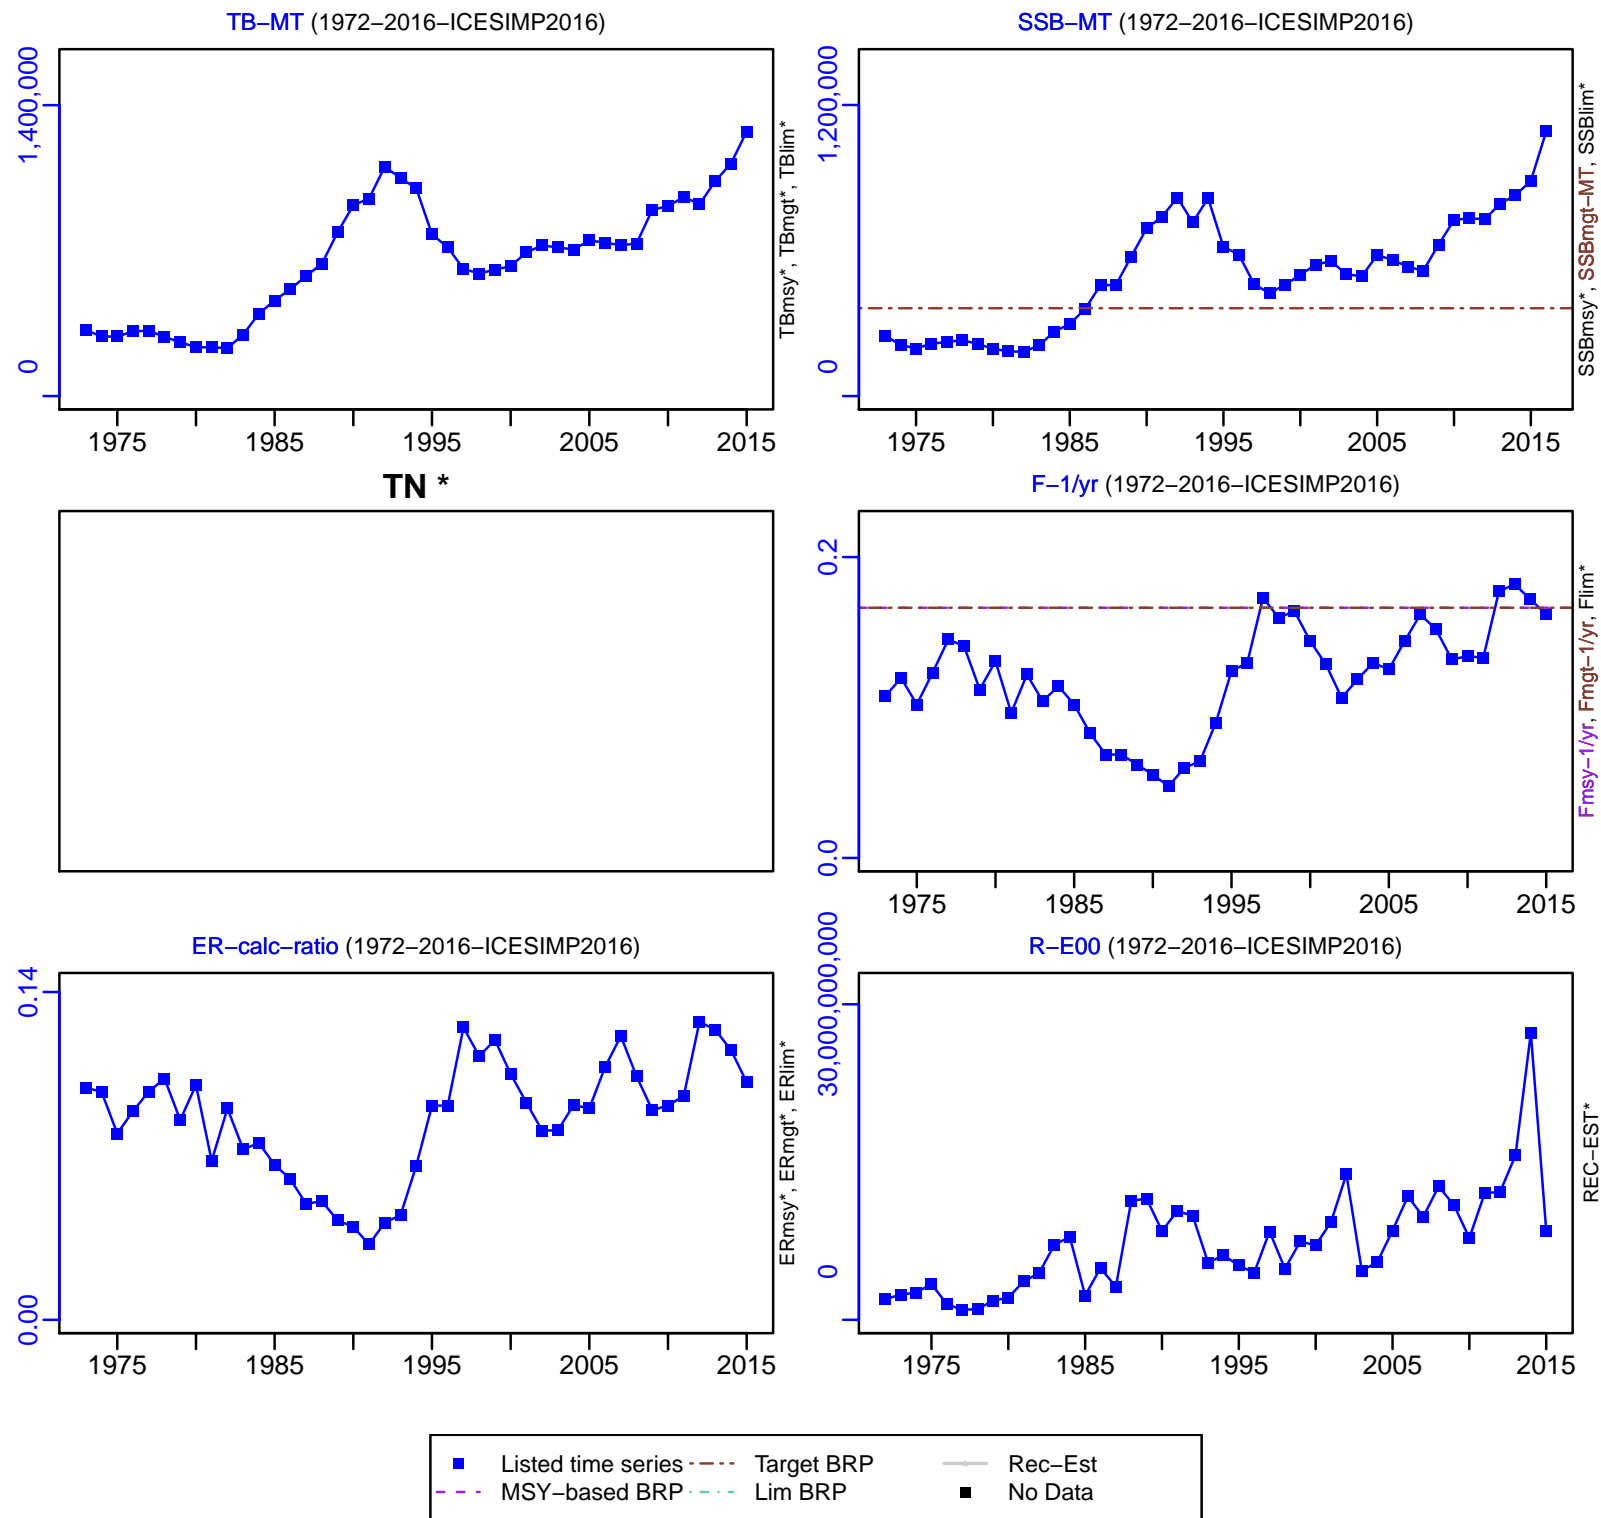 TB−MT (1972−2016−ICESIMP2016)
1,400,000
0
TBmsy*, TBmgt*, TBlim*
1975 1985 1995 2005 2015
SSB−MT (1972−2016−ICESIMP2016)
1,200,000
0
SSBmsy*, SSBmgt−MT, SSBlim*
1975 1985 1995 2005 2015
TN *
F−1/yr (1972−2016−ICESIMP2016)
0.2
0.0
Fmsy−1/yr, Fmgt−1/yr, Flim*
1975 1985 1995 2005 2015
ER−calc−ratio (1972−2016−ICESIMP2016)
0.14
0.00
ERmsy*, ERmgt*, ERlim*
1975 1985 1995 2005 2015
R−E00 (1972−2016−ICESIMP2016)
30,000,000,000
0
REC−EST*
1975 1985 1995 2005 2015
Listed time series Target BRP Rec−Est
MSY−based BRP Lim BRP No Data